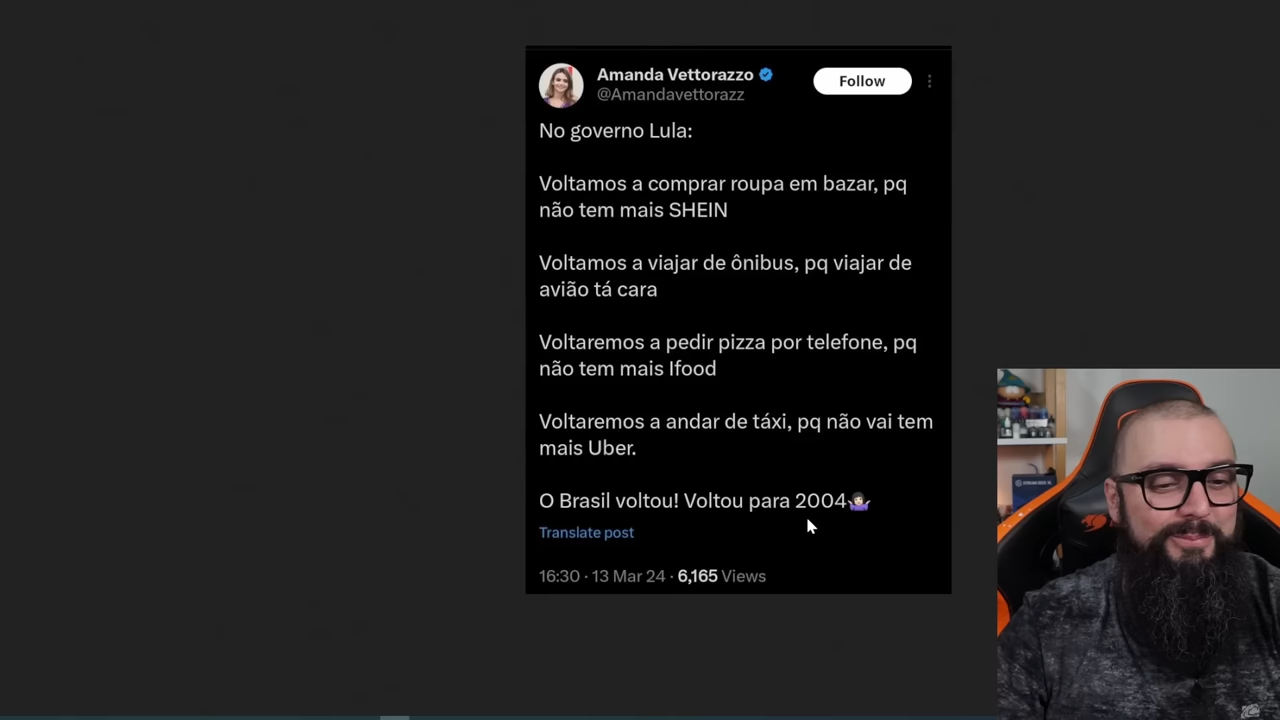 Amanda Vettorazzo
Follow
@Amandavettorazz
No governo Lula:
Voltamos a comprar roupa em bazar, pq
não tem mais SHEIN
Voltamos a viajar de ônibus, pq viajar de
avião tá cara
Voltaremos a pedir pizza por telefone, pq
não tem mais Ifood
Voltaremos a andar de táxi, pq não vai tem
mais Uber.
O Brasil voltou! Voltou para 2004🤷🏻‍♀️
Translate post
16:30 · 13 Mar 24 · 6,165 Views